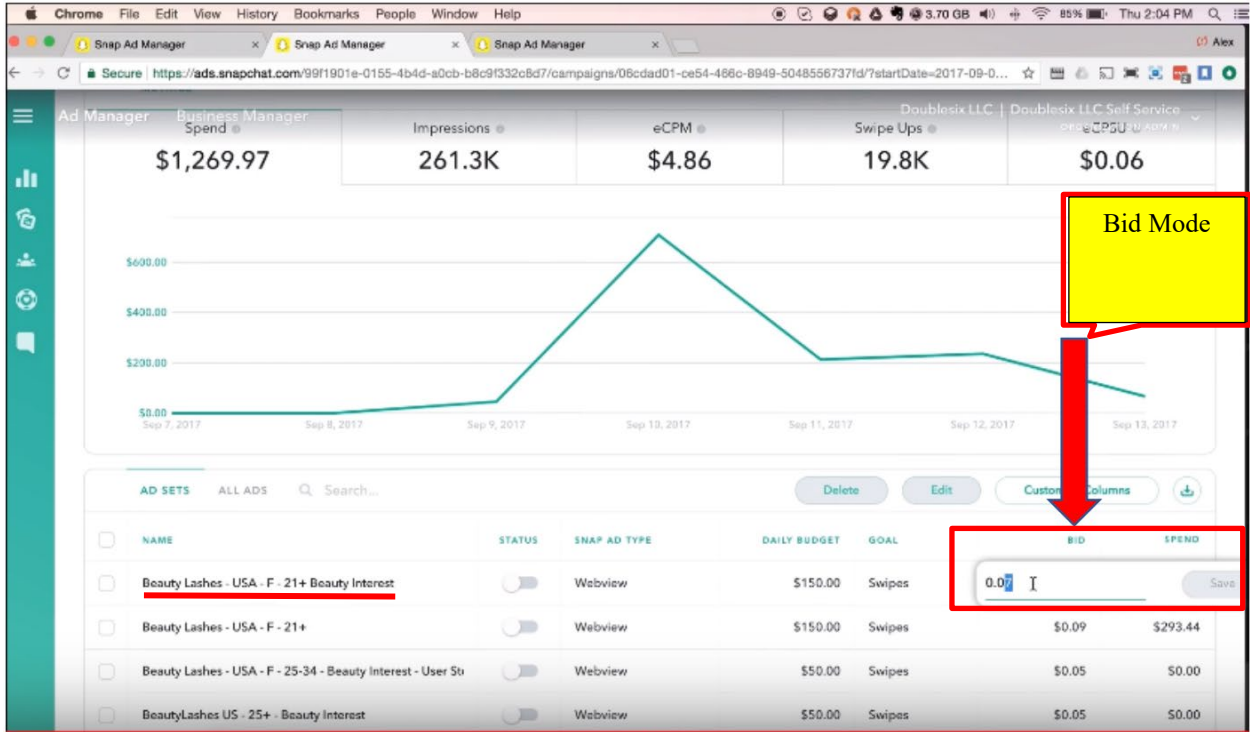 Chrome File Edit View History Bookmarks People Window Help 3.70 GB 85% Thu 2:04 PM
Snap Ad Manager Snap Ad Manager Snap Ad Manager Alex
Secure https://ads.snapchat.com/99f1901e-0155-4b4d-a0cb-b8c9f332c8d7/campaigns/06cdad01-ce54-466c-8949-5048556737fd/?startDate=2017-09-0...
Ad Manager Business Manager Doublesix LLC | Doublesix LLC Self Service
Spend Impressions eCPM Swipe Ups eCPSU
$1,269.97 261.3K $4.86 19.8K $0.06
Bid Mode
$600.00
$400.00
$200.00
$0.00
Sep 7, 2017 Sep 8, 2017 Sep 9, 2017 Sep 10, 2017 Sep 11, 2017 Sep 12, 2017 Sep 13, 2017
AD SETS ALL ADS Search... Delete Edit Columns
NAME STATUS SNAP AD TYPE DAILY BUDGET GOAL BID SPEND
Beauty Lashes - USA - F - 21+ Beauty Interest Webview $150.00 Swipes 0.07 Save
Beauty Lashes - USA - F - 21+ Webview $150.00 Swipes $0.09 $293.44
Beauty Lashes - USA - F - 25-34 - Beauty Interest - User Webview $50.00 Swipes $0.05 $0.00
BeautyLashes US - 25+ - Beauty Interest Webview $50.00 Swipes $0.05 $0.00